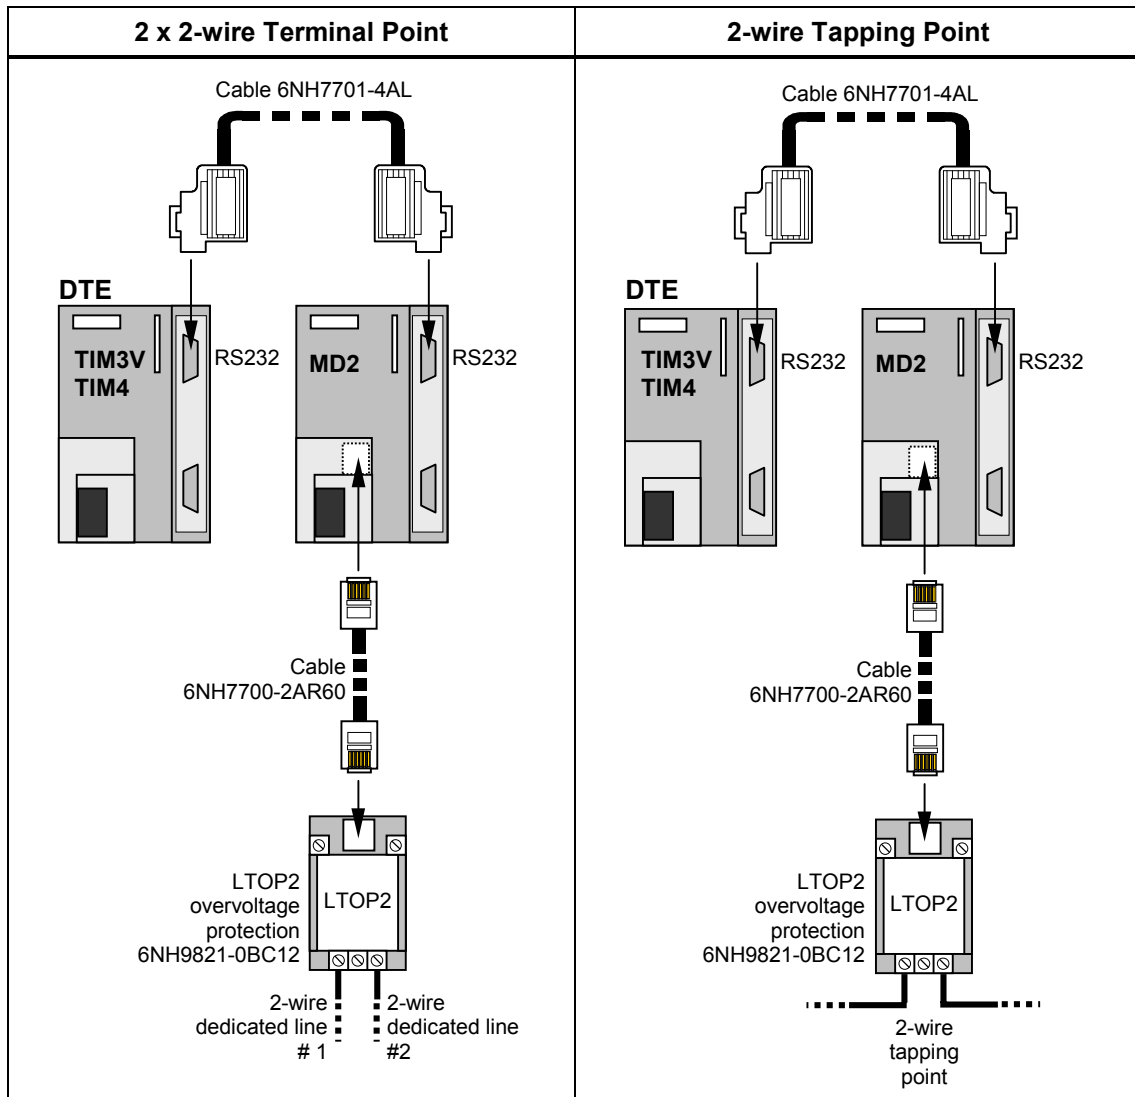 2 x 2-wire Terminal Point
Cable 6NH7701-4AL
DTE
TIM3V
TIM4
RS232
MD2
RS232
Cable
6NH7700-2AR60
LTOP2
overvoltage
protection
6NH9821-0BC12
LTOP2
2-wire
dedicated line
# 1
2-wire
dedicated line
#2
2-wire Tapping Point
Cable 6NH7701-4AL
DTE
TIM3V
TIM4
RS232
MD2
RS232
Cable
6NH7700-2AR60
LTOP2
overvoltage
protection
6NH9821-0BC12
LTOP2
2-wire
tapping
point